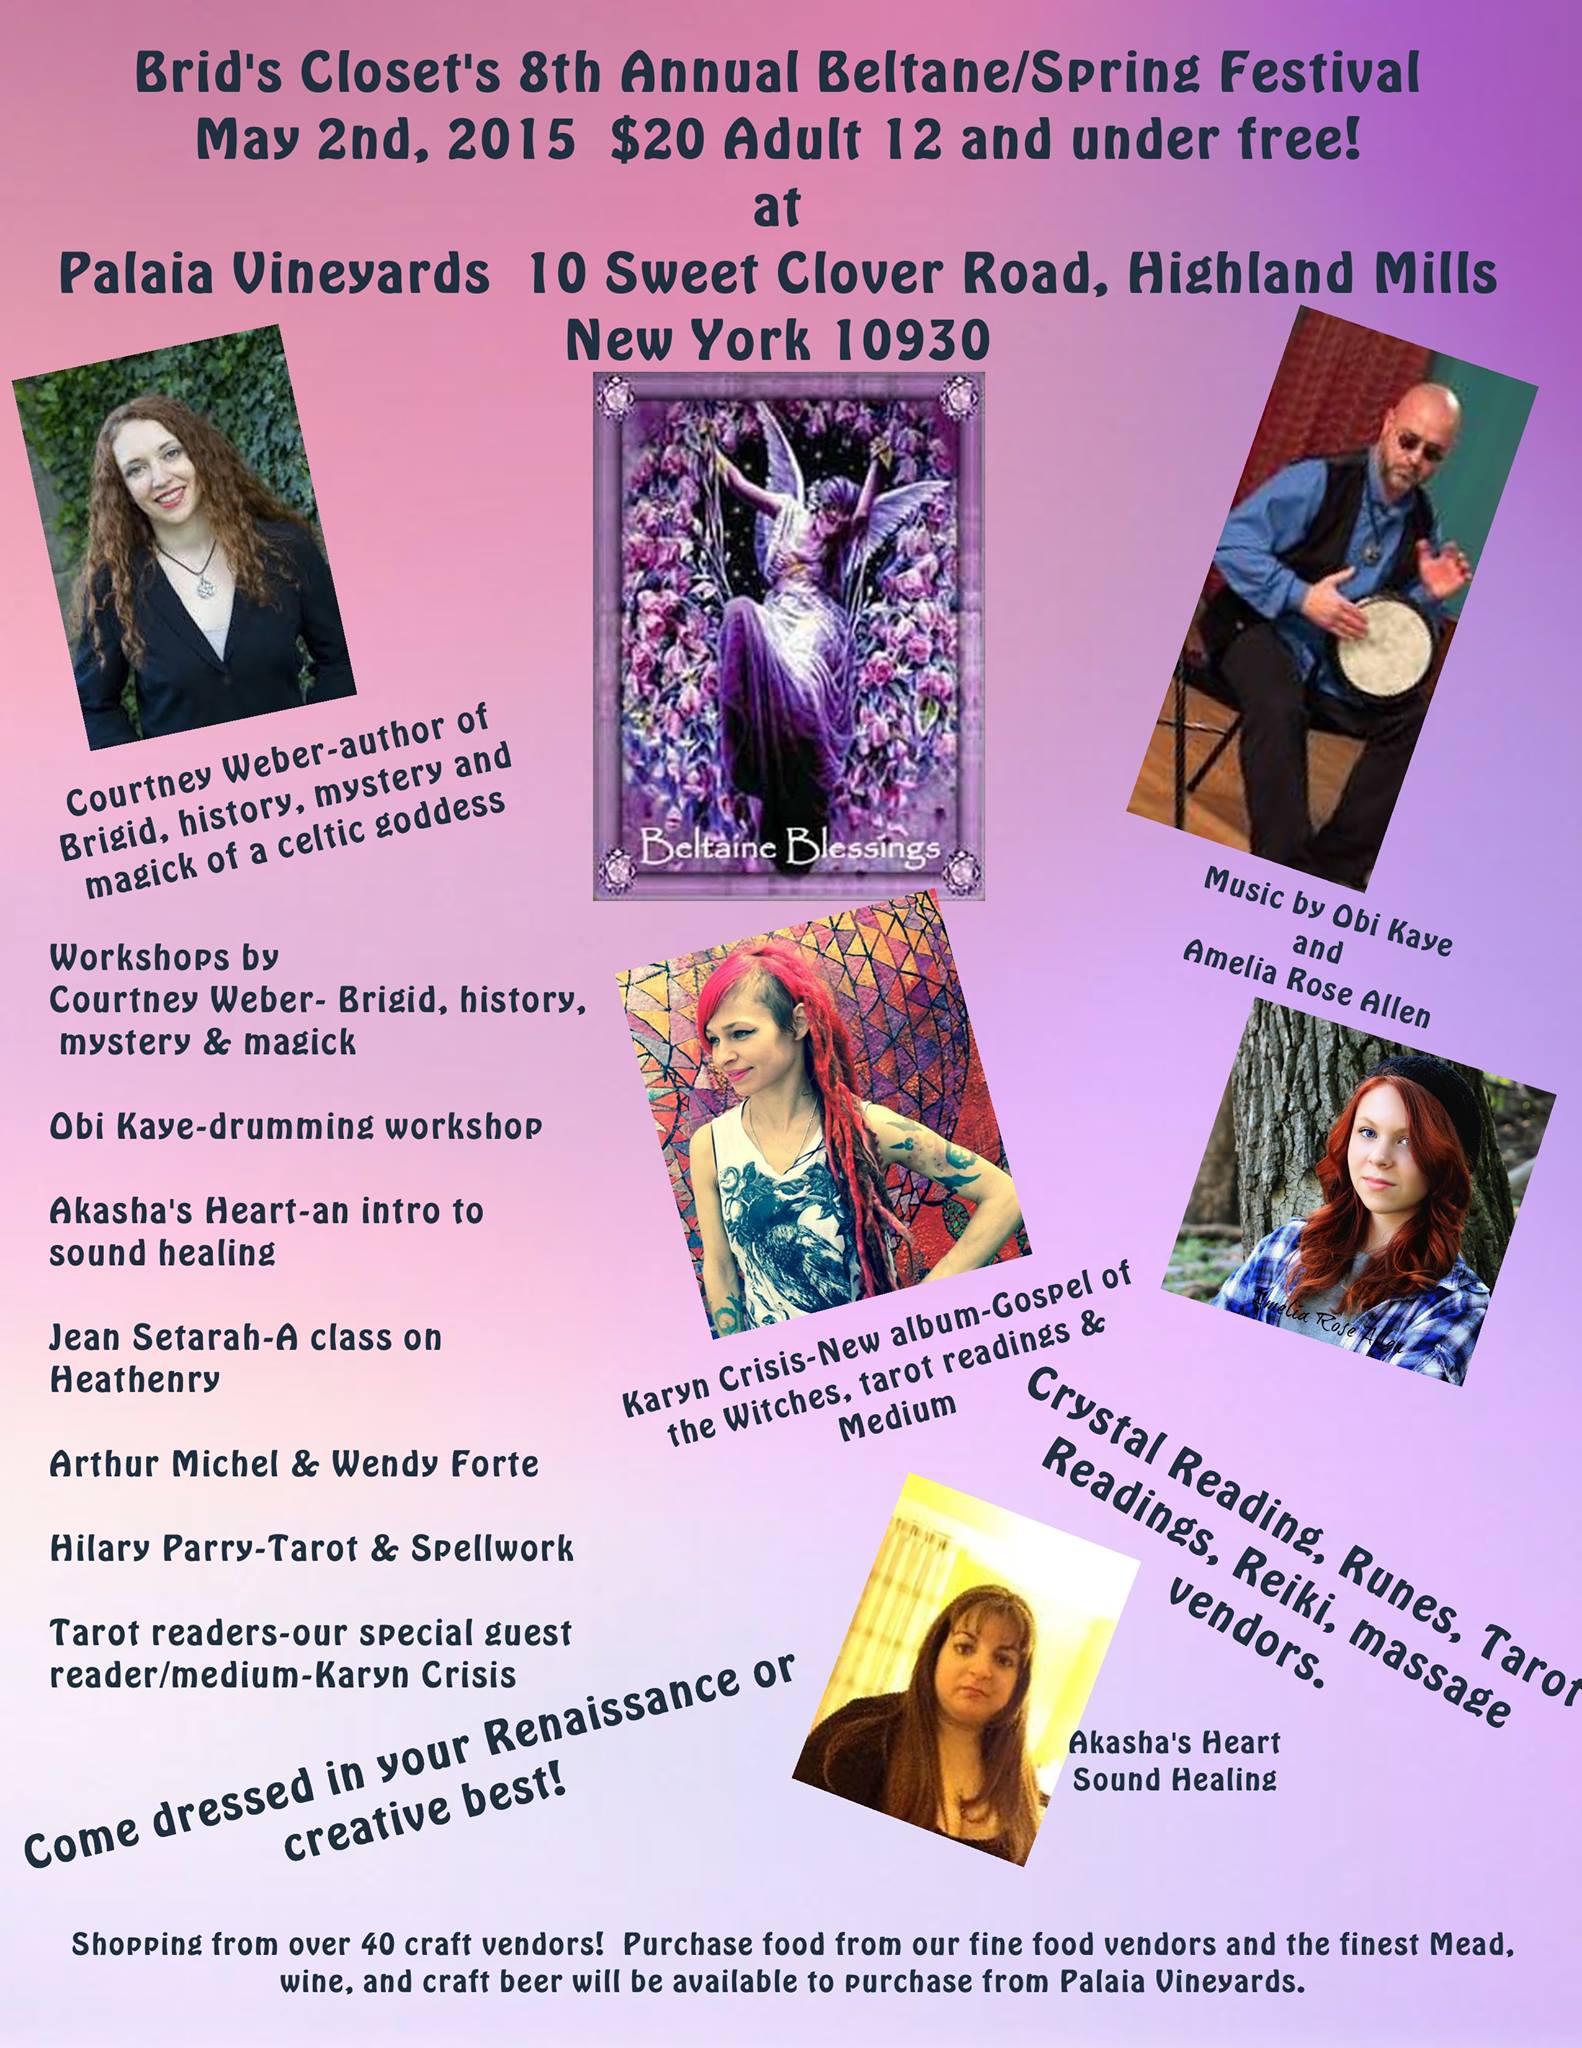 Brid's Closet's 8th Annual Beltane/Spring Festival
May 2nd, 2015 $20 Adult 12 and under free!
at
Palaia Vineyards 10 Sweet Clover Road, Highland Mills
New York 10930
Courtney Weber-author of
Brigid, history, mystery and
magick of a celtic goddess
Beltaine Blessings
Music by Obi Kaye
and
Amelia Rose Allen
Workshops by
Courtney Weber- Brigid, history,
mystery & magick
Obi Kaye-drumming workshop
Akasha's Heart-an intro to
sound healing
Jean Setarah-A class on
Heathenry
Arthur Michel & Wendy Forte
Hilary Parry-Tarot & Spellwork
Tarot readers-our special guest
reader/medium-Karyn Crisis
Karyn Crisis-New album-Gospel of
the Witches, tarot readings &
Medium
Amelia Rose Allen
Crystal Reading, Runes, Tarot
Readings, Reiki, massage
vendors.
Come dressed in your Renaissance or
creative best!
Akasha's Heart
Sound Healing
Shopping from over 40 craft vendors! Purchase food from our fine food vendors and the finest Mead,
wine, and craft beer will be available to purchase from Palaia Vineyards.